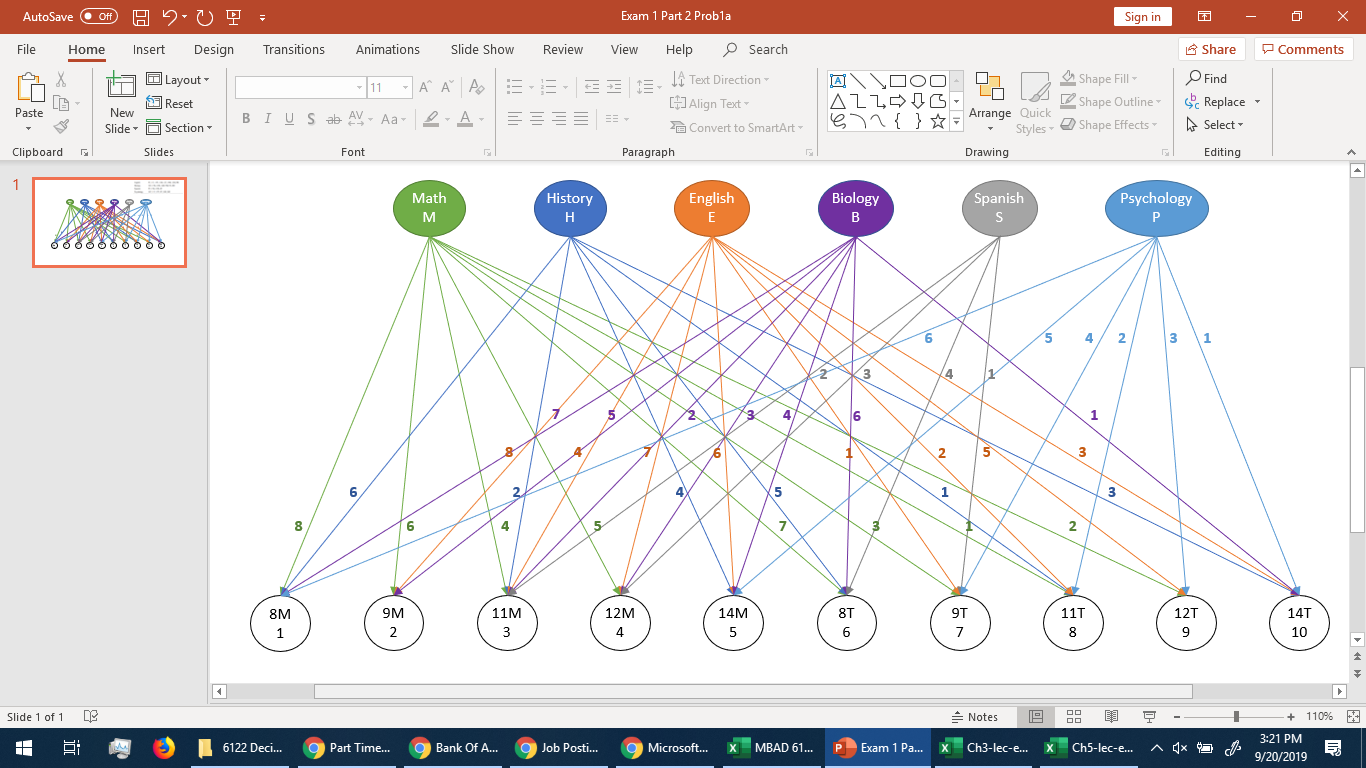 AutoSave Off Exam 1 Part 2 Prob1a Sign in
File Home Insert Design Transitions Animations Slide Show Review View Help Search Share Comments
Paste
New
Slide
Layout
Reset
Section
11
B I U S ab AV Aa A
Text Direction
Align Text
Convert to SmartArt
Arrange
Quick
Styles
Shape Fill
Shape Outline
Shape Effects
Find
Replace
Select
Clipboard Slides Font Paragraph Drawing Editing
1
Math
M
History
H
English
E
Biology
B
Spanish
S
Psychology
P
6 5 4 2 3 1
2 3 4 1
7 5 2 3 4 6 1
8 4 7 6 1 2 5 3
6 2 4 5 1 3
8 6 4 5 7 3 1 2
8M
1
9M
2
11M
3
12M
4
14M
5
8T
6
9T
7
11T
8
12T
9
14T
10
Slide 1 of 1 Notes 110%
6122 Deci... Part Time... Bank Of A... Job Posti... Microsoft... MBAD 61... Exam 1 Pa... Ch3-lec-e... Ch5-lec-e...
3:21 PM
9/20/2019